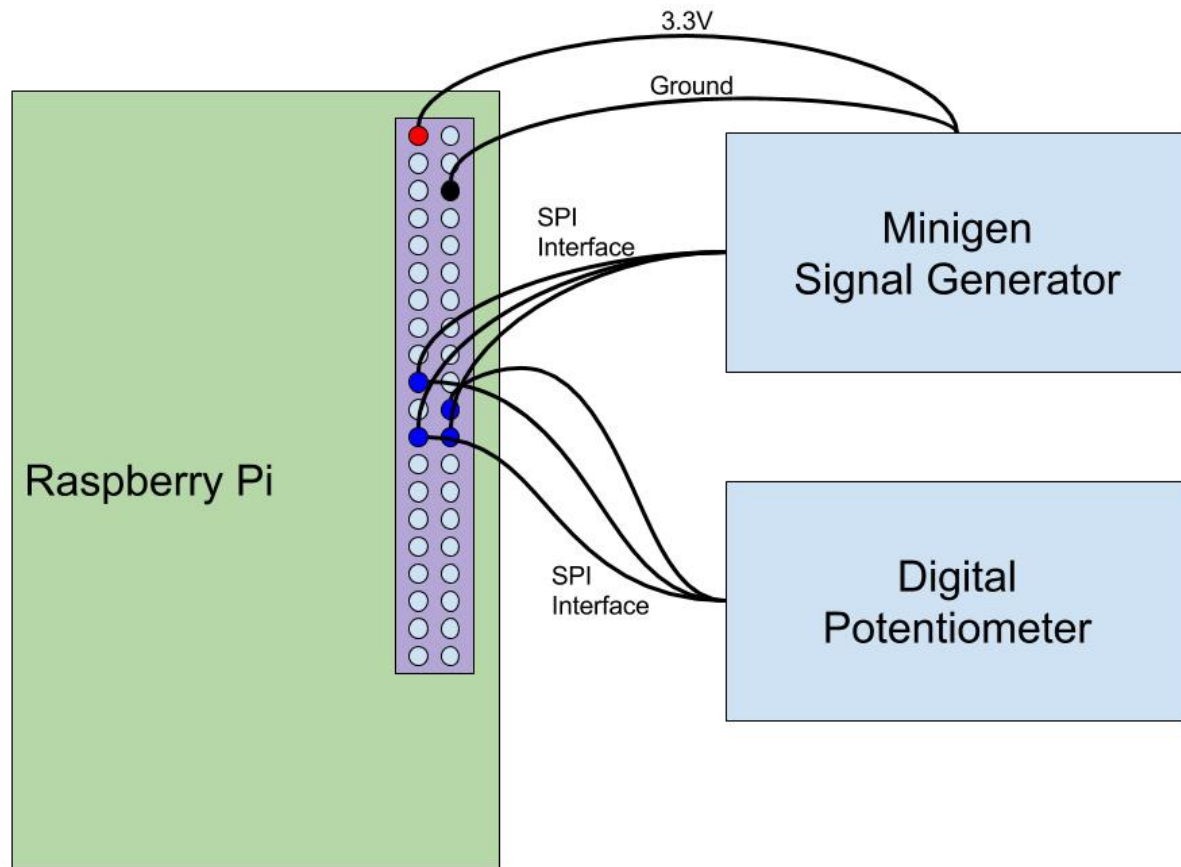 3.3V
Ground
Minigen
Signal Generator
SPI
Interface
Raspberry Pi
Digital
Potentiometer
SPI
Interface